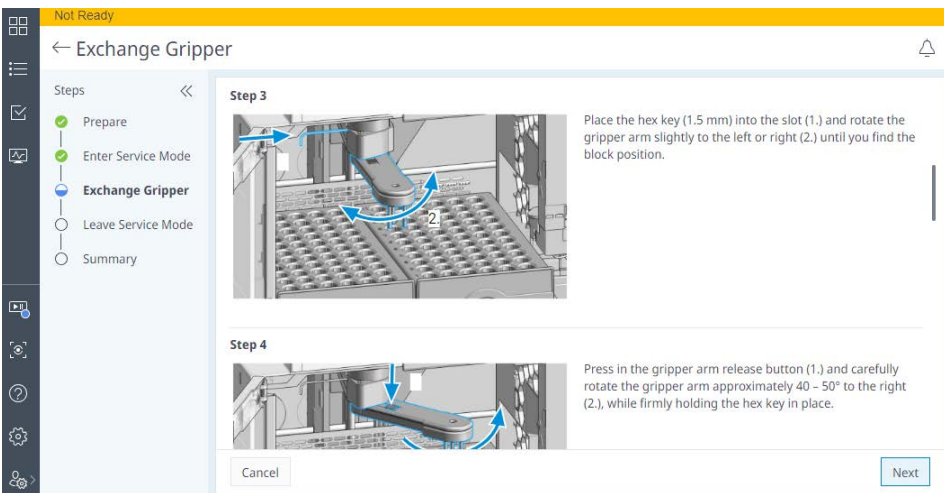 Not Ready
Exchange Gripper
Steps
Prepare
Enter Service Mode
Exchange Gripper
Leave Service Mode
Summary
Step 3
2.
Place the hex key (1.5 mm) into the slot (1.) and rotate the
gripper arm slightly to the left or right (2.) until you find the
block position.
Step 4
Press in the gripper arm release button (1.) and carefully
rotate the gripper arm approximately 40 – 50° to the right
(2.), while firmly holding the hex key in place.
Cancel
Next